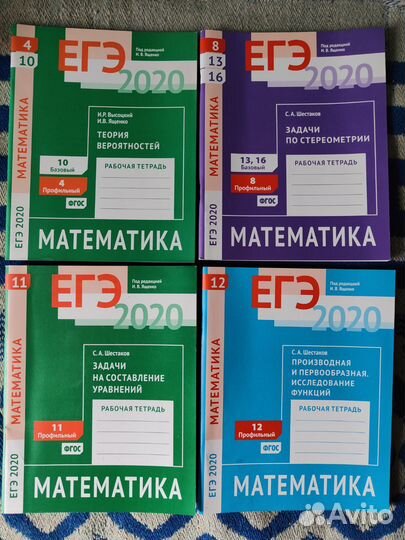 4
10
ЕГЭ
2020
Под редакцией
И. В. Ященко
И.Р. Высоцкий
И.В. Ященко
ТЕОРИЯ
ВЕРОЯТНОСТЕЙ
РАБОЧАЯ ТЕТРАДЬ
10
Базовый
4
Профильный
ФГОС
МАТЕМАТИКА
ЕГЭ 2020
МАТЕМАТИКА
8
13
16
ЕГЭ
2020
Под редакцией
И. В. Ященко
С. А. Шестаков
ЗАДАЧИ
ПО СТЕРЕОМЕТРИИ
РАБОЧАЯ ТЕТРАДЬ
13, 16
Базовый
8
Профильный
ФГОС
МАТЕМАТИКА
ЕГЭ 2020
МАТЕМАТИКА
11
ЕГЭ
2020
Под редакцией
И. В. Ященко
С. А. Шестаков
ЗАДАЧИ
НА СОСТАВЛЕНИЕ
УРАВНЕНИЙ
РАБОЧАЯ ТЕТРАДЬ
11
Профильный
ФГОС
МАТЕМАТИКА
ЕГЭ 2020
МАТЕМАТИКА
12
ЕГЭ
2020
Под редакцией
И. В. Ященко
С. А. Шестаков
ПРОИЗВОДНАЯ
И ПЕРВООБРАЗНАЯ.
ИССЛЕДОВАНИЕ
ФУНКЦИЙ
РАБОЧАЯ ТЕТРАДЬ
12
Профильный
ФГОС
МАТЕМАТИКА
ЕГЭ 2020
МАТЕМАТИКА
Avito